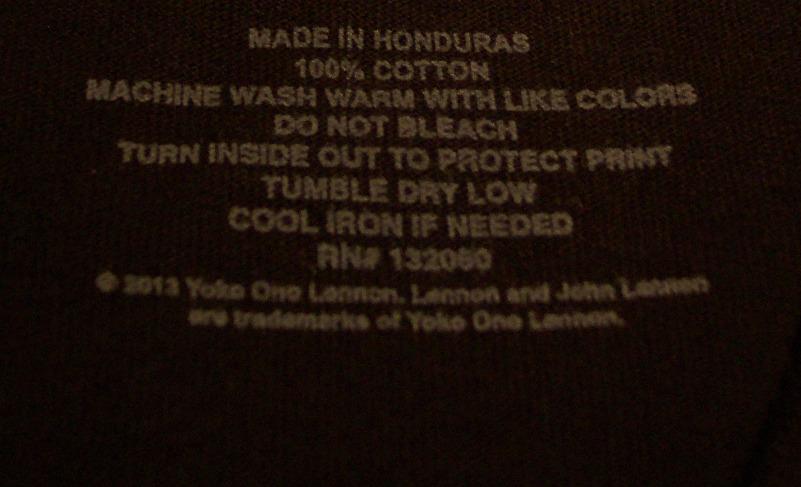 MADE IN HONDURAS
100% COTTON
MACHINE WASH WARM WITH LIKE COLORS
DO NOT BLEACH
TURN INSIDE OUT TO PROTECT PRINT
TUMBLE DRY LOW
COOL IRON IF NEEDED
RN# 132060
© 2013 Yoko Ono Lennon. Lennon and John Lennon
are trademarks of Yoko Ono Lennon.